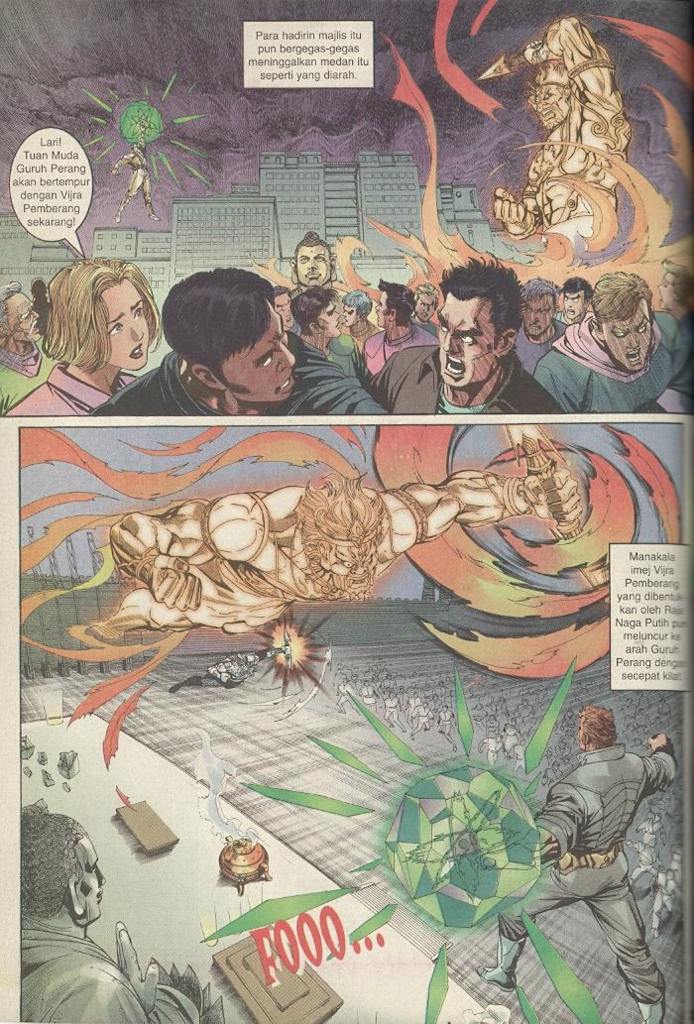 Para hadirin majlis itu
pun bergegas-gegas
meninggalkan medan itu
seperti yang diarah.
Lari!
Tuan Muda
Guruh Perang
akan bertempur
dengan Vijra
Pemberang
sekarang!
Manakala
imej Vijra
Pemberang
yang dibentuk
kan oleh Raja
Naga Putih pun
meluncur ke
arah Guruh
Perang dengan
secepat kilat.
FOOO...